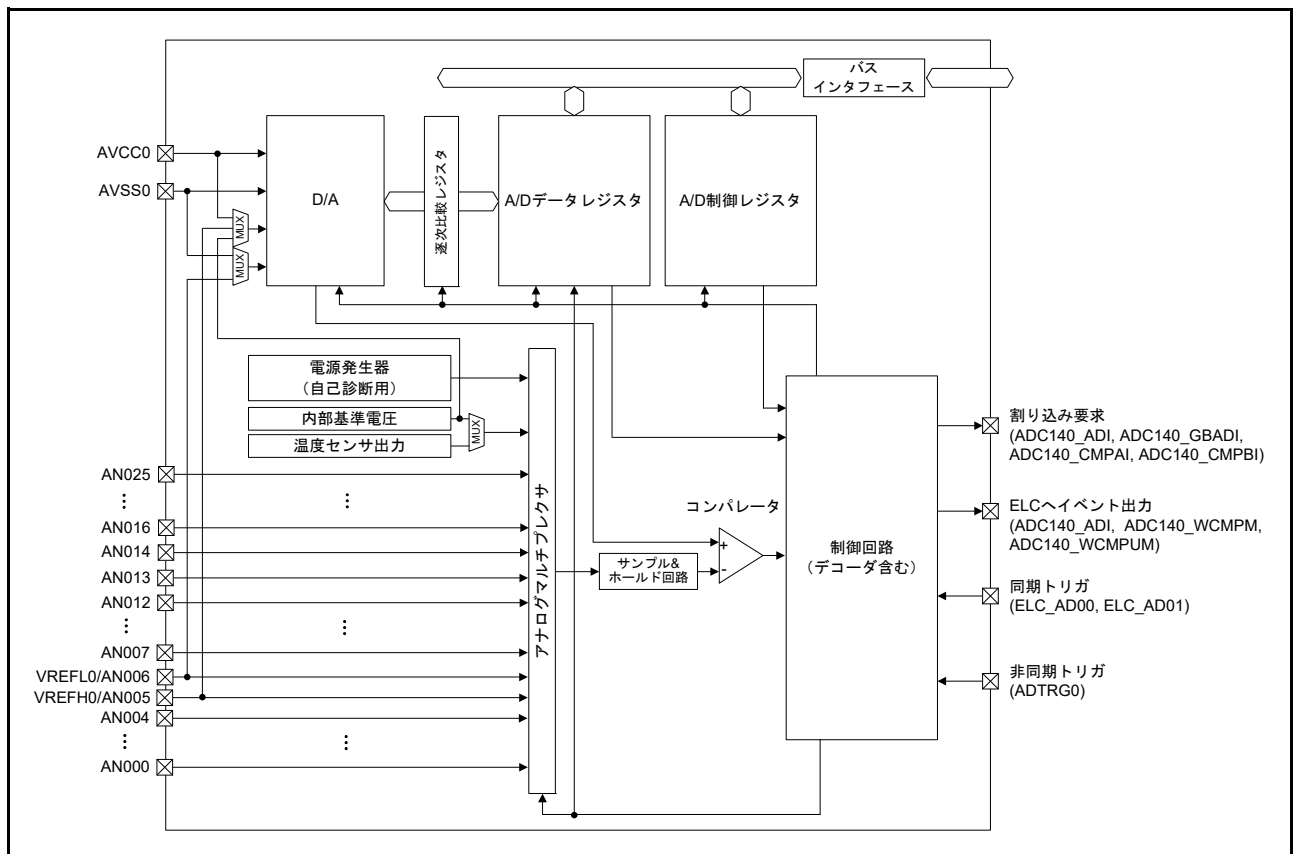 バス
インタフェース
AVCC0
AVSS0
MUX
MUX
D/A
逐次比較レジスタ
A/Dデータレジスタ
A/D制御レジスタ
電源発生器
（自己診断用）
内部基準電圧
温度センサ出力
MUX
AN025
⋮
⋮
AN016
AN014
AN013
AN012
⋮
⋮
AN007
VREFL0/AN006
VREFH0/AN005
AN004
⋮
⋮
AN000
アナログマルチプレクサ
サンプル&
ホールド回路
コンパレータ
+
-
制御回路
（デコーダ含む）
割り込み要求
(ADC140_ADI, ADC140_GBADI,
ADC140_CMPAI, ADC140_CMPBI)
ELCへイベント出力
(ADC140_ADI, ADC140_WCMPM,
ADC140_WCMPUM)
同期トリガ
(ELC_AD00, ELC_AD01)
非同期トリガ
(ADTRG0)